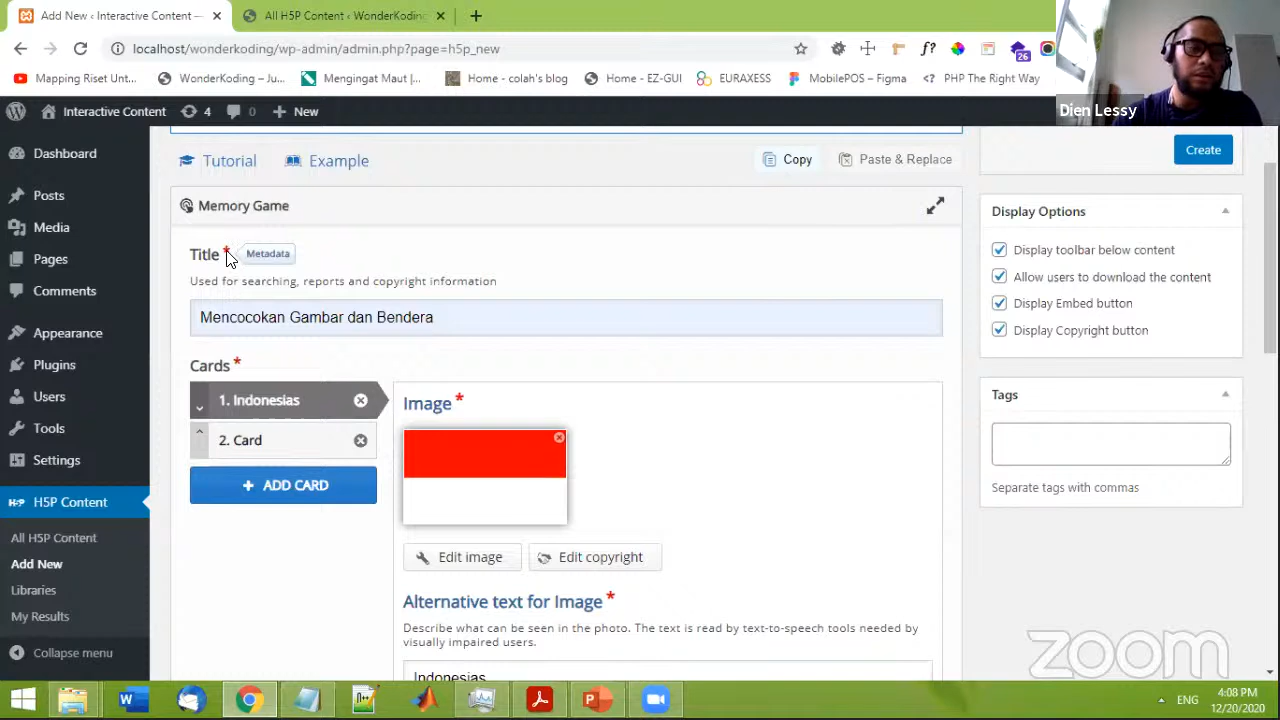 Add New ‹ Interactive Content —
All H5P Content ‹ WonderKoding
localhost/wonderkoding/wp-admin/admin.php?page=h5p_new
f?
26
Mapping Riset Unt...
WonderKoding – Ju...
Mengingat Maut |...
Home - colah's blog
Home - EZ-GUI
EURAXESS
MobilePOS – Figma
<?
PHP The Right Way
Dien Lessy
Interactive Content
4
0
New
Dashboard
Posts
Media
Pages
Comments
Appearance
Plugins
Users
Tools
Settings
H5P Content
All H5P Content
Add New
Libraries
My Results
Collapse menu
Tutorial
Example
Copy
Paste & Replace
Memory Game
Title *
Metadata
Used for searching, reports and copyright information
Mencocokan Gambar dan Bendera
Cards *
1. Indonesias
2. Card
+ ADD CARD
Image *
Edit image
Edit copyright
Alternative text for Image *
Describe what can be seen in the photo. The text is read by text-to-speech tools needed by
visually impaired users.
Indonesias
Create
Display Options
Display toolbar below content
Allow users to download the content
Display Embed button
Display Copyright button
Tags
Separate tags with commas
zoom
ENG
4:08 PM
12/20/2020